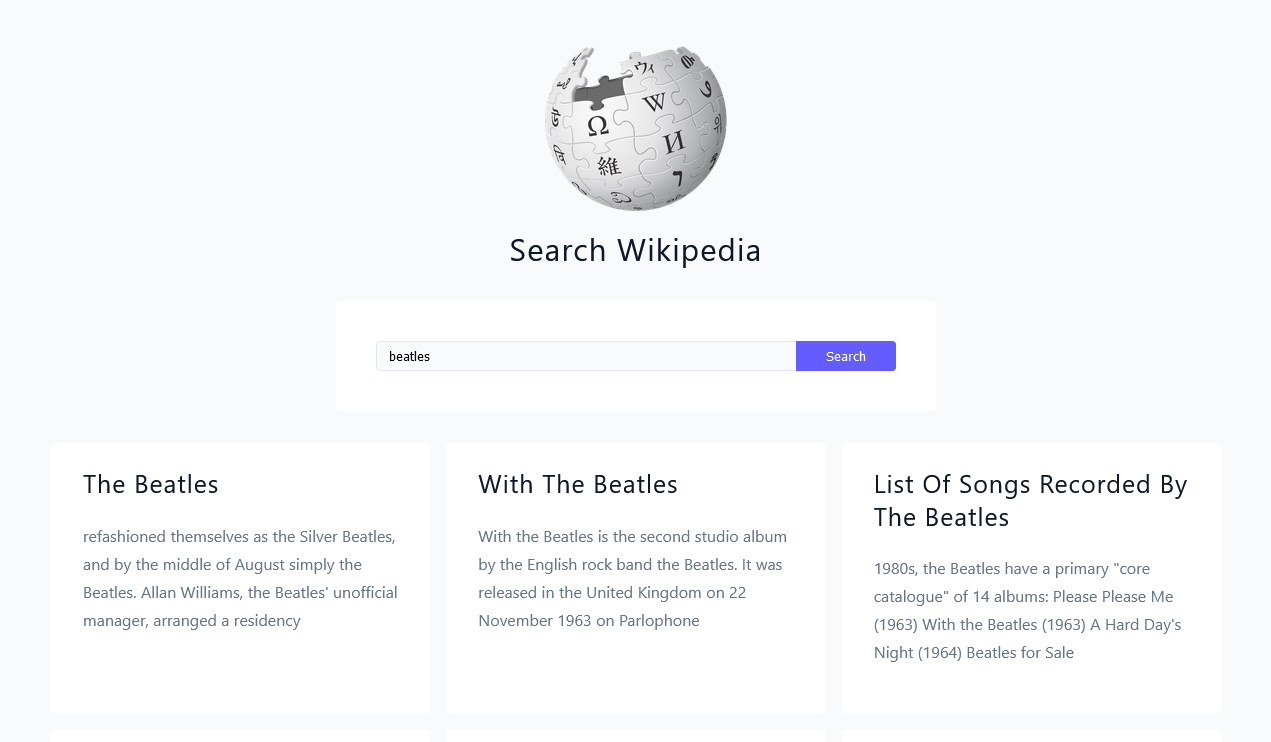 Ω
W
И
維
ウィ
7
Search Wikipedia
beatles
Search
The Beatles
refashioned themselves as the Silver Beatles,
and by the middle of August simply the
Beatles. Allan Williams, the Beatles' unofficial
manager, arranged a residency
With The Beatles
With the Beatles is the second studio album
by the English rock band the Beatles. It was
released in the United Kingdom on 22
November 1963 on Parlophone
List Of Songs Recorded By
The Beatles
1980s, the Beatles have a primary "core
catalogue" of 14 albums: Please Please Me
(1963) With the Beatles (1963) A Hard Day's
Night (1964) Beatles for Sale